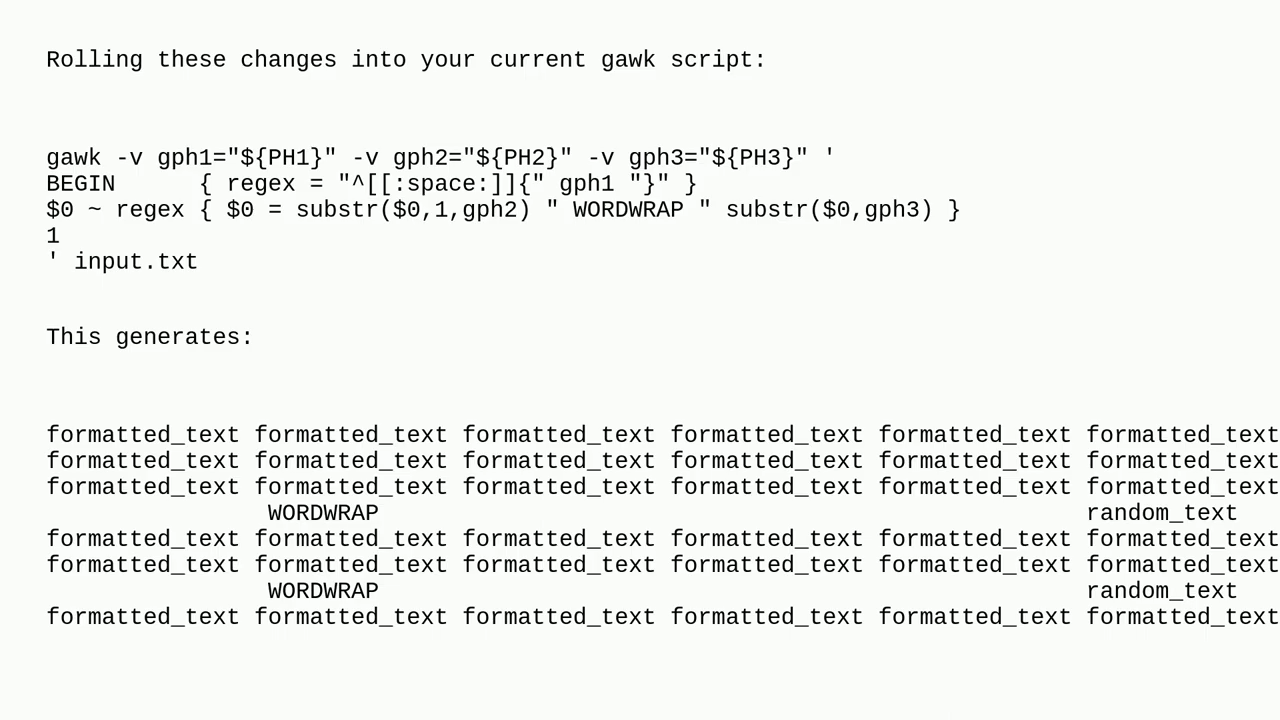 Rolling these changes into your current gawk script:
gawk -v gph1="${PH1}" -v gph2="${PH2}" -v gph3="${PH3}" '
BEGIN      { regex = "^[[:space:]]{" gph1 "}" }
$0 ~ regex { $0 = substr($0,1,gph2) " WORDWRAP " substr($0,gph3) }
1
' input.txt
This generates:
formatted_text formatted_text formatted_text formatted_text formatted_text formatted_text
formatted_text formatted_text formatted_text formatted_text formatted_text formatted_text
formatted_text formatted_text formatted_text formatted_text formatted_text formatted_text
                WORDWRAP                                                   random_text
formatted_text formatted_text formatted_text formatted_text formatted_text formatted_text
formatted_text formatted_text formatted_text formatted_text formatted_text formatted_text
                WORDWRAP                                                   random_text
formatted_text formatted_text formatted_text formatted_text formatted_text formatted_text